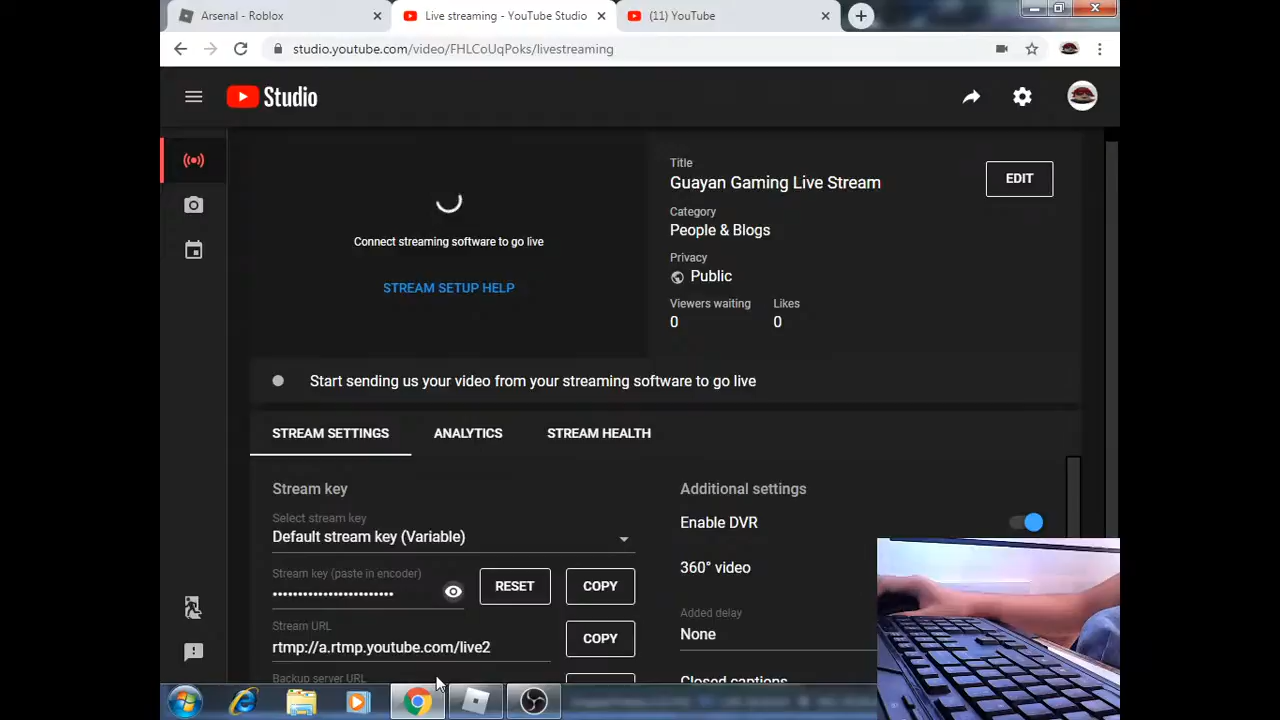 Arsenal - Roblox
Live streaming - YouTube Studio
(11) YouTube
studio.youtube.com/video/FHLCoUqPoks/livestreaming
Studio
Title
Guayan Gaming Live Stream
EDIT
Category
People & Blogs
Privacy
Public
Viewers waiting
Likes
0
0
Connect streaming software to go live
STREAM SETUP HELP
Start sending us your video from your streaming software to go live
STREAM SETTINGS
ANALYTICS
STREAM HEALTH
Stream key
Select stream key
Default stream key (Variable)
Stream key (paste in encoder)
••••••••••••••••••••••••
RESET
COPY
Stream URL
rtmp://a.rtmp.youtube.com/live2
COPY
Backup server URL
Additional settings
Enable DVR
360° video
Added delay
None
Closed captions